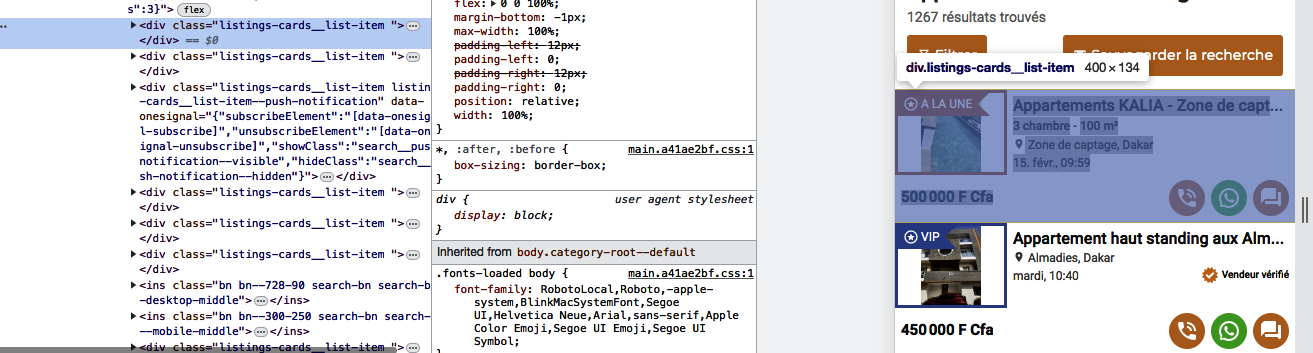 s":3}"> flex
<div class="listings-cards__list-item ">
</div> == $0
<div class="listings-cards__list-item ">
</div>
<div class="listings-cards__list-item listin
-cards__list-item--push-notification" data-
onesignal="{"subscribeElement":"[data-onesig
l-subscribe]","unsubscribeElement":"[data-on
ignal-unsubscribe]","showClass":"search__pus
notification--visible","hideClass":"search__
sh-notification--hidden"}"> </div>
<div class="listings-cards__list-item ">
</div>
<div class="listings-cards__list-item ">
</div>
<div class="listings-cards__list-item ">
</div>
<ins class="bn bn--728-90 search-bn search-b
-desktop-middle"> </ins>
<ins class="bn bn--300-250 search-bn search-
--mobile-middle"> </ins>
<div class="listings-cards__list-item ">
flex: 0 0 100%;
margin-bottom: -1px;
max-width: 100%;
padding-left: 12px;
padding-left: 0;
padding-right: 12px;
padding-right: 0;
position: relative;
width: 100%;
}
*, :after, :before { main.a41ae2bf.css:1
box-sizing: border-box;
}
div { user agent stylesheet
display: block;
}
Inherited from body.category-root--default
.fonts-loaded body { main.a41ae2bf.css:1
font-family: RobotoLocal,Roboto,-apple-
system,BlinkMacSystemFont,Segoe
UI,Helvetica Neue,Arial,sans-serif,Apple
Color Emoji,Segoe UI Emoji,Segoe UI
Symbol;
1267 résultats trouvés
Filtrer
Sauvegarder la recherche
div.listings-cards__list-item 400 × 134
A LA UNE
Appartements KALIA - Zone de capt...
3 chambre - 100 m²
Zone de captage, Dakar
15. févr., 09:59
500 000 F Cfa
VIP
Appartement haut standing aux Alm...
Almadies, Dakar
mardi, 10:40
Vendeur vérifié
450 000 F Cfa